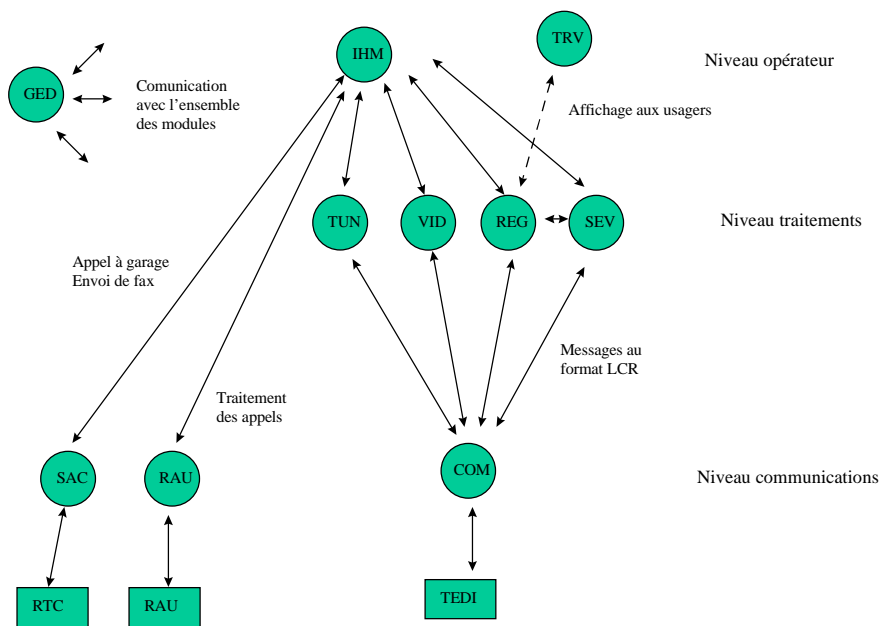 IHM
TRV
Niveau opérateur
GED
Comunication
avec l'ensemble
des modules
Affichage aux usagers
TUN
VID
REG
SEV
Niveau traitements
Appel à garage
Envoi de fax
Messages au
format LCR
Traitement
des appels
SAC
RAU
COM
Niveau communications
RTC
RAU
TEDI